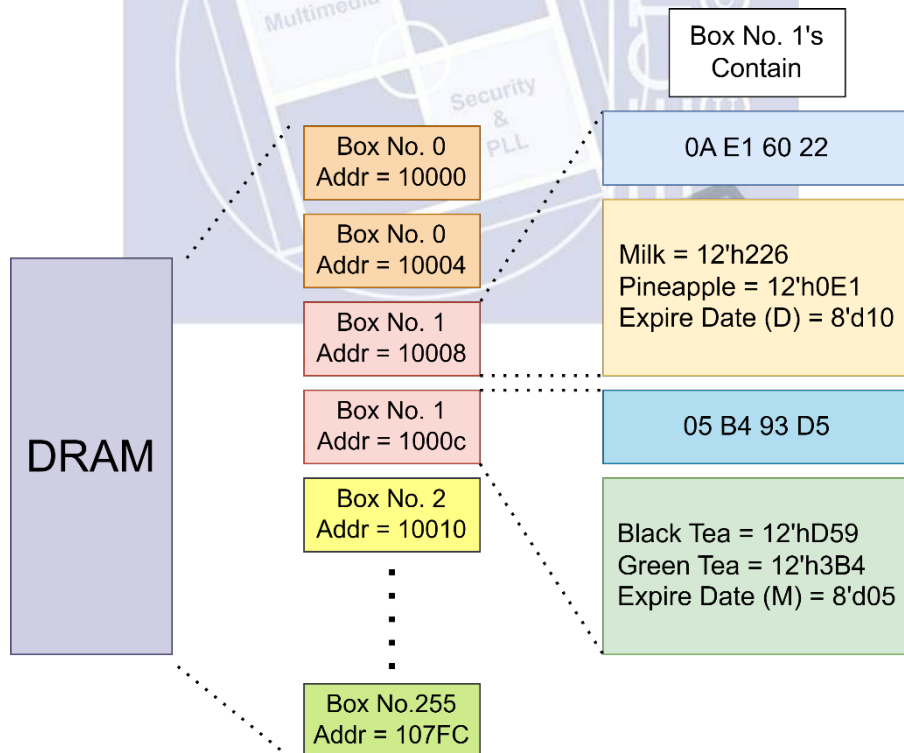 Multimedia
Security
&
PLL
Box No. 1's
Contain
Box No. 0
Addr = 10000
0A E1 60 22
Box No. 0
Addr = 10004
Milk = 12'h226
Pineapple = 12'h0E1
Expire Date (D) = 8'd10
Box No. 1
Addr = 10008
DRAM
Box No. 1
Addr = 1000c
05 B4 93 D5
Box No. 2
Addr = 10010
Black Tea = 12'hD59
Green Tea = 12'h3B4
Expire Date (M) = 8'd05
Box No.255
Addr = 107FC